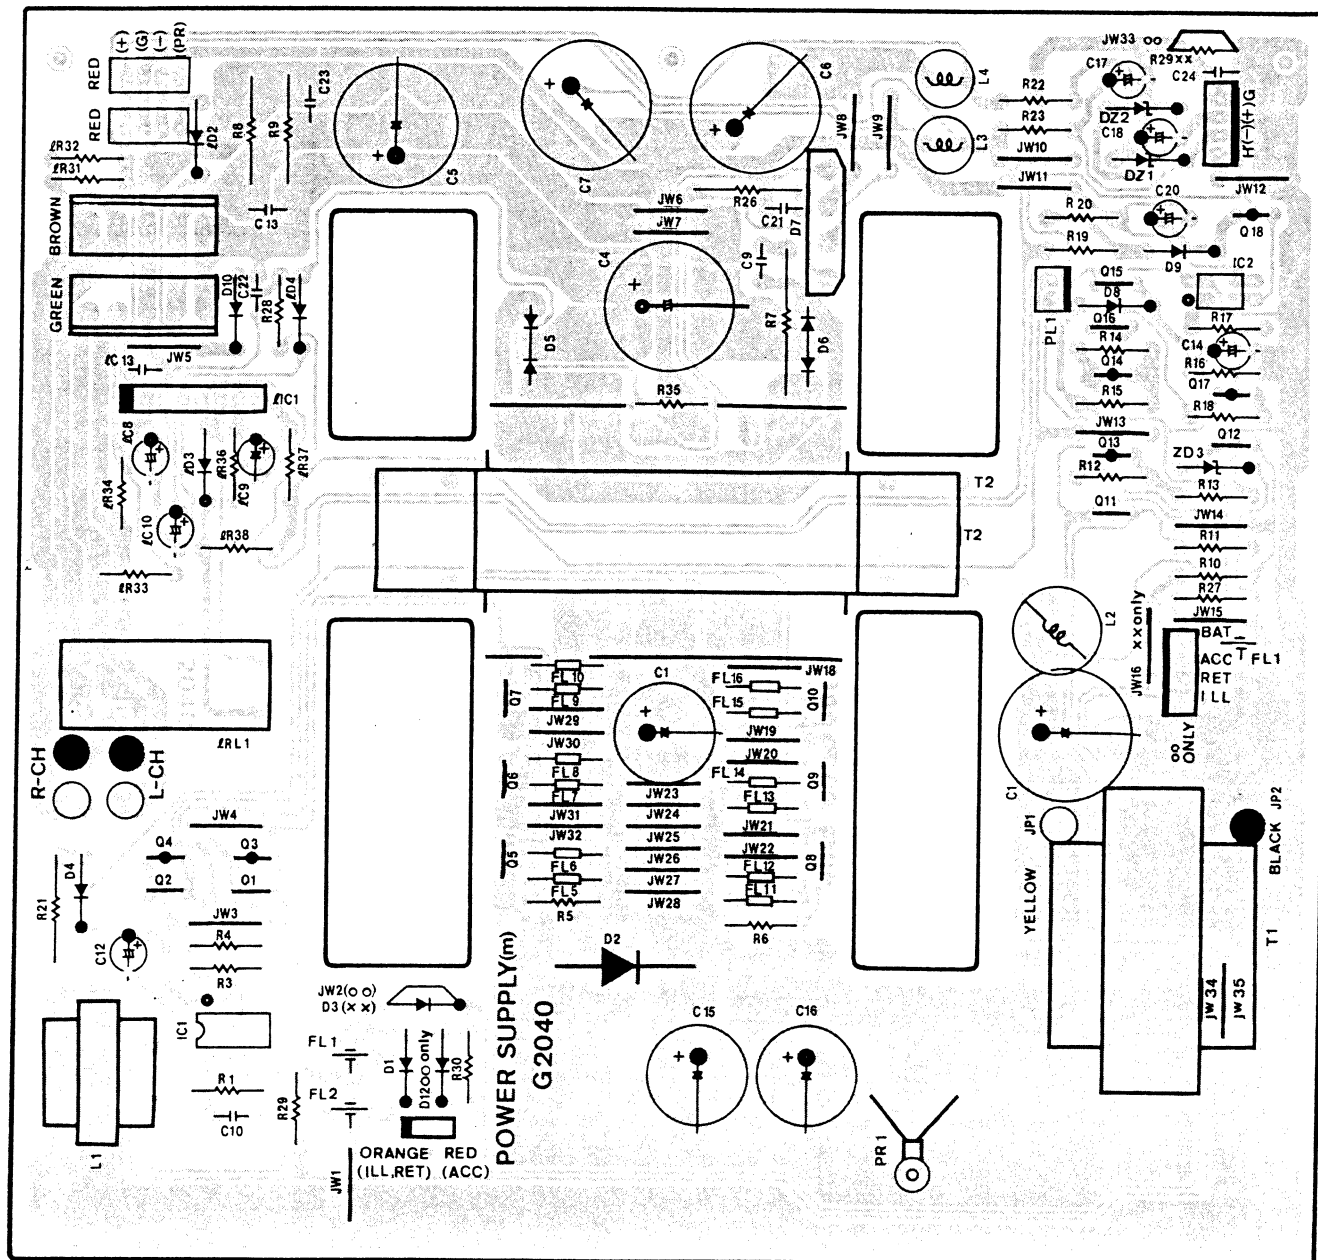 (+)
(G)
(−)
(PR)
RED
RED
ℓD2
R8
R9
C23
C5
C7
C6
JW8
JW9
L4
L3
R22
R23
JW10
JW11
JW33 oo
R29xx
C17
C24
DZ2
C18
DZ1
H(−)(+)G
JW12
ℓR32
ℓR31
C13
BROWN
GREEN
D10
C22
R28
ℓD4
JW5
ℓC13
ℓIC1
JW6
JW7
R26
C21
D7
C4
C9
R7
D5
D6
R35
R20
R19
C20
Q18
D9
IC2
PL1
Q15
D8
Q16
R14
Q14
R15
JW13
Q13
R12
Q11
R17
C14
R16
Q17
R18
Q12
ZD3
R13
JW14
R11
R10
R27
JW15
ℓC8
ℓD3
ℓR36
ℓC9
ℓR37
ℓR34
ℓC10
ℓR38
ℓR33
T2
T2
L2
JW16 xxonly
BAT
ACC
RET
ILL
FL1
oo ONLY
C1
ℓRL1
R-CH
L-CH
JW4
Q4
Q3
Q2
Q1
D4
R21
JW3
R4
R3
C12
IC1
R1
C10
L1
Q7
FL10
FL9
JW29
JW30
Q6
FL8
FL7
JW31
JW32
Q5
FL6
FL5
R5
C1
JW23
JW24
JW25
JW26
JW27
JW28
JW18
FL16
FL15
Q10
JW19
JW20
FL14
Q9
FL13
JW21
JW22
FL12
Q8
FL11
R6
JP1
JP2
YELLOW
BLACK
T1
JW34
JW35
D2
JW2(oo)
D3(xx)
FL1
FL2
D1
D12oo only
R30
R29
ORANGE RED
(ILL,RET) (ACC)
JW1
POWER SUPPLY(m)
G2040
C15
C16
PR1